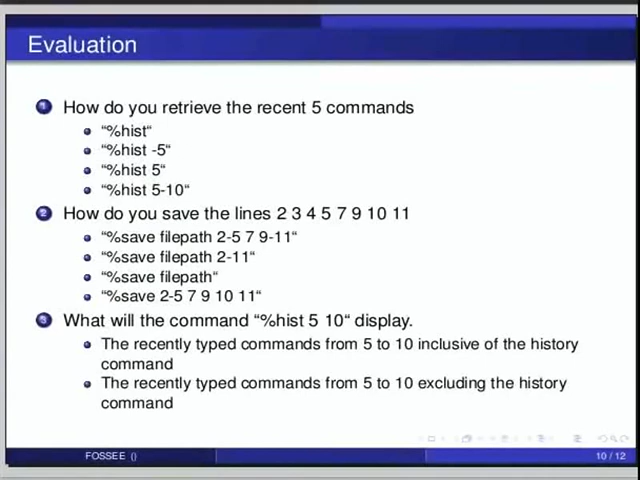 Evaluation
1 How do you retrieve the recent 5 commands
“%hist“
“%hist -5“
“%hist 5“
“%hist 5-10“
2 How do you save the lines 2 3 4 5 7 9 10 11
“%save filepath 2-5 7 9-11“
“%save filepath 2-11“
“%save filepath“
“%save 2-5 7 9 10 11“
3 What will the command “%hist 5 10“ display.
The recently typed commands from 5 to 10 inclusive of the history
command
The recently typed commands from 5 to 10 excluding the history
command
FOSSEE () 10 / 12